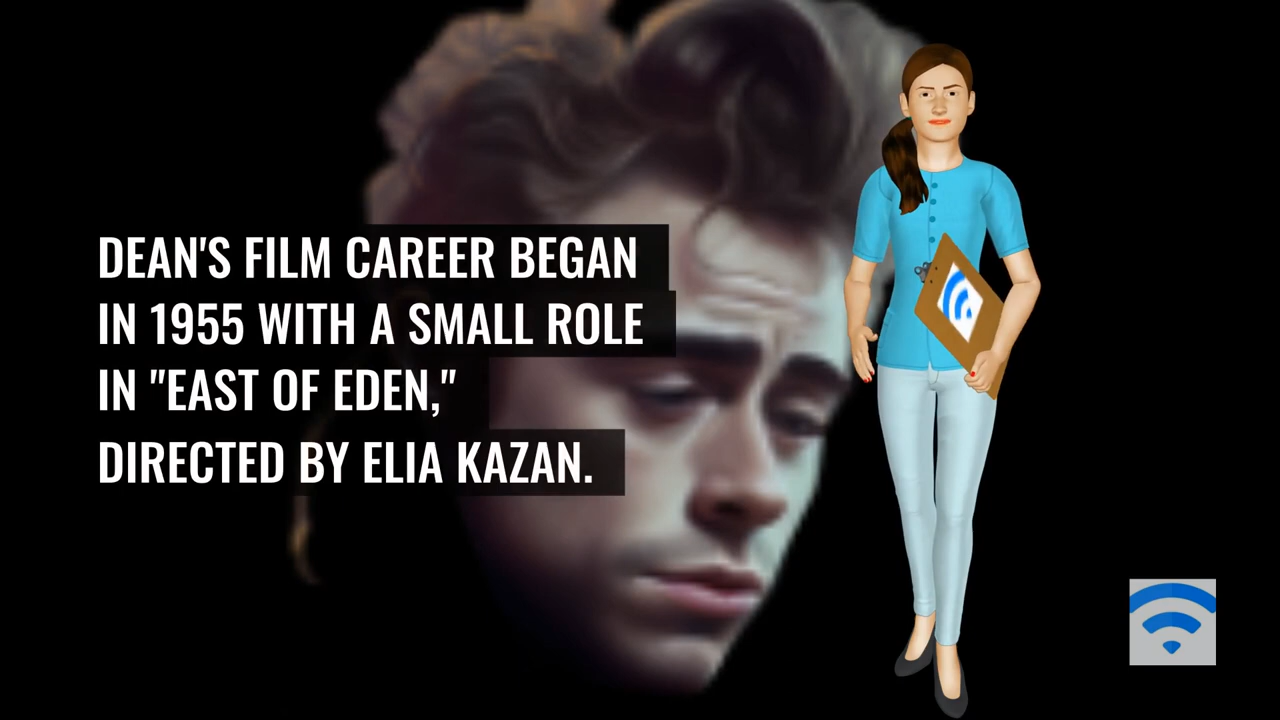 DEAN'S FILM CAREER BEGAN
IN 1955 WITH A SMALL ROLE
IN "EAST OF EDEN,"
DIRECTED BY ELIA KAZAN.